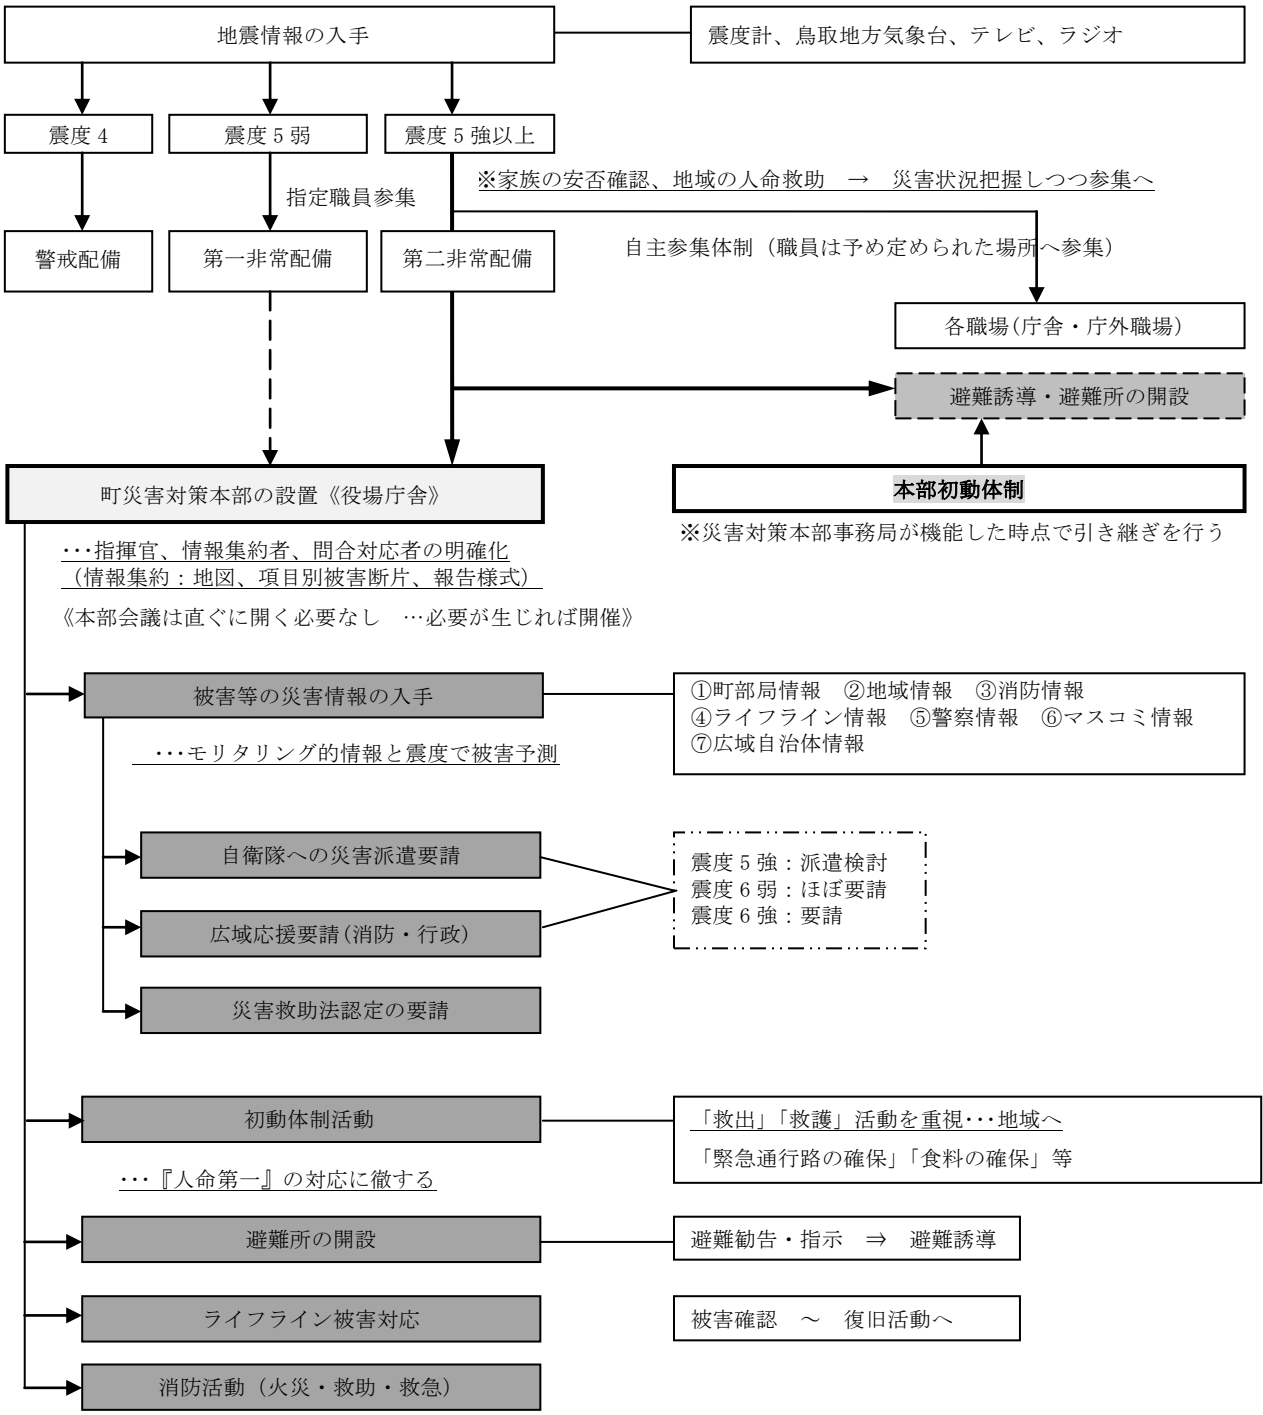 地震情報の入手
震度計、鳥取地方気象台、テレビ、ラジオ
震度４
震度５弱
震度５強以上
※家族の安否確認、地域の人命救助　→　災害状況把握しつつ参集へ
指定職員参集
警戒配備
第一非常配備
第二非常配備
自主参集体制（職員は予め定められた場所へ参集）
各職場(庁舎・庁外職場)
避難誘導・避難所の開設
町災害対策本部の設置《役場庁舎》
本部初動体制
※災害対策本部事務局が機能した時点で引き継ぎを行う
･･･指揮官、情報集約者、問合対応者の明確化
（情報集約：地図、項目別被害断片、報告様式）
《本部会議は直ぐに開く必要なし　…必要が生じれば開催》
被害等の災害情報の入手
①町部局情報　②地域情報　③消防情報
④ライフライン情報　⑤警察情報　⑥マスコミ情報
⑦広域自治体情報
･･･モリタリング的情報と震度で被害予測
自衛隊への災害派遣要請
震度５強：派遣検討
震度６弱：ほぼ要請
震度６強：要請
広域応援要請(消防・行政)
災害救助法認定の要請
初動体制活動
「救出」「救護」活動を重視･･･地域へ
「緊急通行路の確保」「食料の確保」等
･･･『人命第一』の対応に徹する
避難所の開設
避難勧告・指示　⇒　避難誘導
ライフライン被害対応
被害確認　～　復旧活動へ
消防活動（火災・救助・救急）